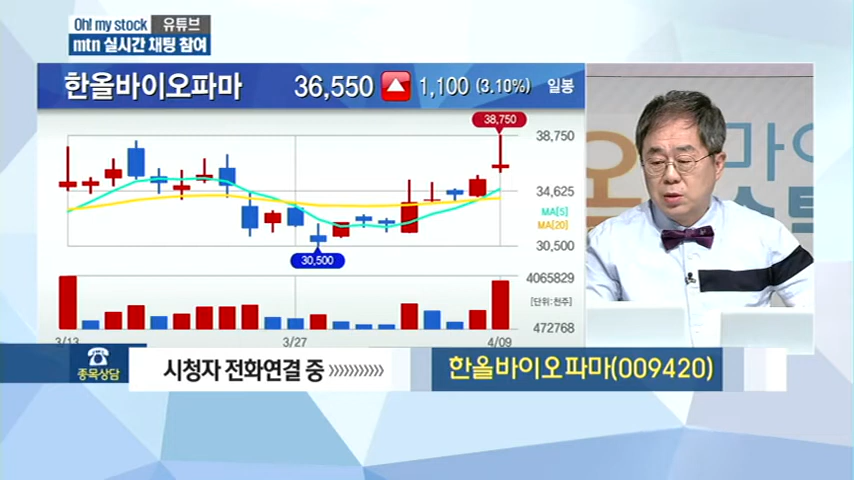 Oh! my stock 유튜브
mtn 실시간 채팅 참여
한올바이오파마 36,550 1,100 (3.10%) 일봉
38,750
38,750
34,625
MA[5]
MA[20]
30,500
30,500
4065829
[단위:천주]
472768
3/13 3/27 4/09
마이
종목상담
시청자 전화연결 중 》》》》》
한올바이오파마(009420)